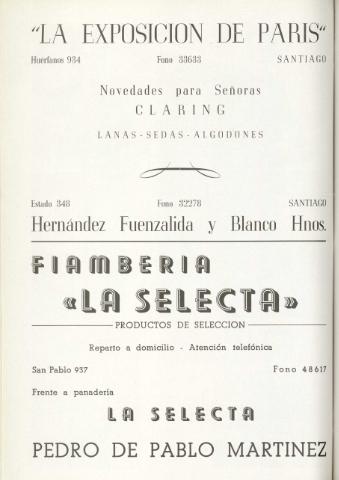 "LA EXPOSICION DE PARIS"
Huérfanos 934 Fono 33633 SANTIAGO
Novedades para Señoras
CLARING
LANAS-SEDAS-ALGODONES
Estado 348 Fono 32278 SANTIAGO
Hernández Fuenzalida y Blanco Hnos.
FIAMBERIA
«LA SELECTA»
PRODUCTOS DE SELECCION
Reparto a domicilio - Atención telefónica
San Pablo 937 Fono 48617
Frente a panadería
LA SELECTA
PEDRO DE PABLO MARTINEZ